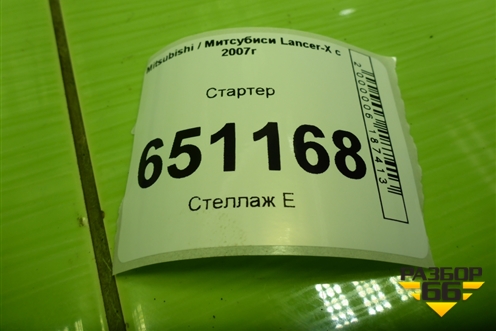 Mitsubishi / Митсубиси Lancer-X с
2007г
Стартер
651168
Стеллаж Е
2000006187413
РАЗБОР
66